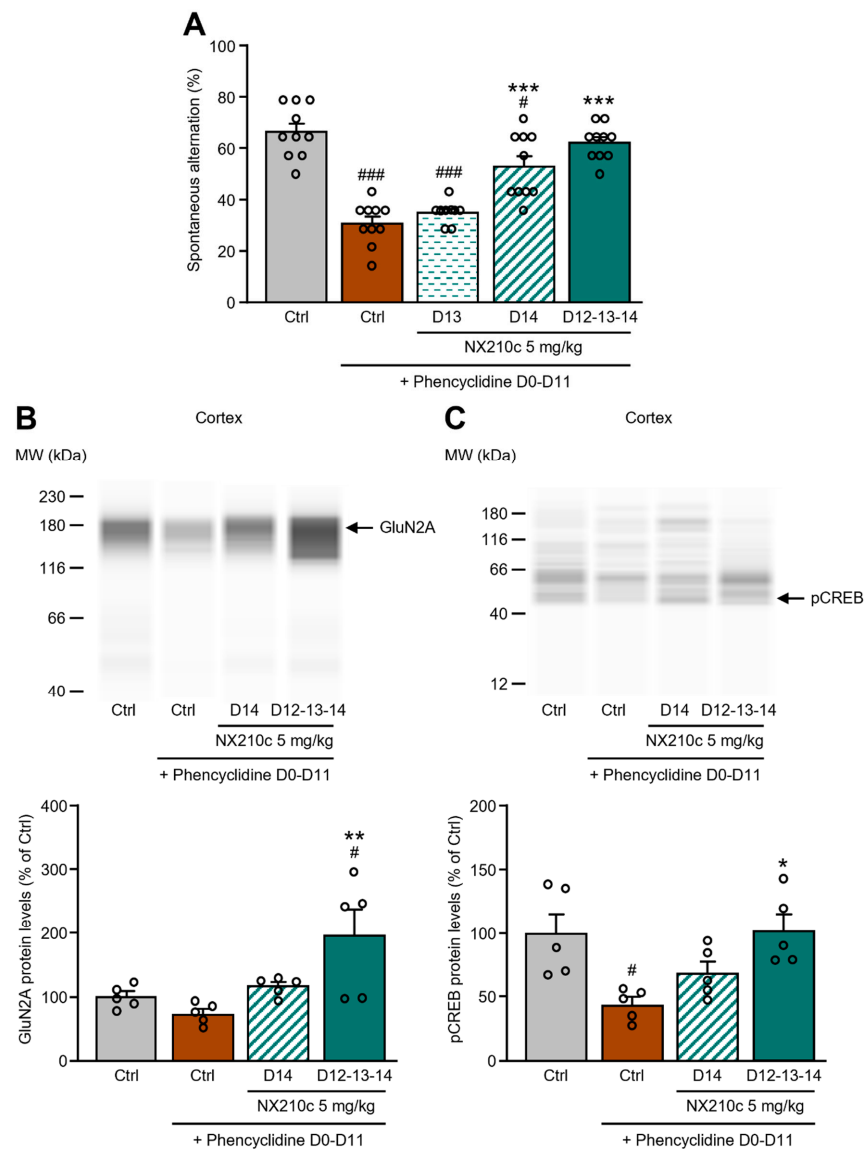 A
Spontaneous alternation (%)
100
80
60
40
20
0
###
###
***
#
***
Ctrl Ctrl D13 D14 D12-13-14
NX210c 5 mg/kg
+ Phencyclidine D0-D11
B
Cortex
MW (kDa)
230
180
116
66
40
GluN2A
Ctrl Ctrl D14 D12-13-14
NX210c 5 mg/kg
+ Phencyclidine D0-D11
GluN2A protein levels (% of Ctrl)
400
300
200
100
0
**
#
Ctrl Ctrl D14 D12-13-14
NX210c 5 mg/kg
+ Phencyclidine D0-D11
C
Cortex
MW (kDa)
180
116
66
40
12
pCREB
Ctrl Ctrl D14 D12-13-14
NX210c 5 mg/kg
+ Phencyclidine D0-D11
pCREB protein levels (% of Ctrl)
200
150
100
50
0
#
*
Ctrl Ctrl D14 D12-13-14
NX210c 5 mg/kg
+ Phencyclidine D0-D11